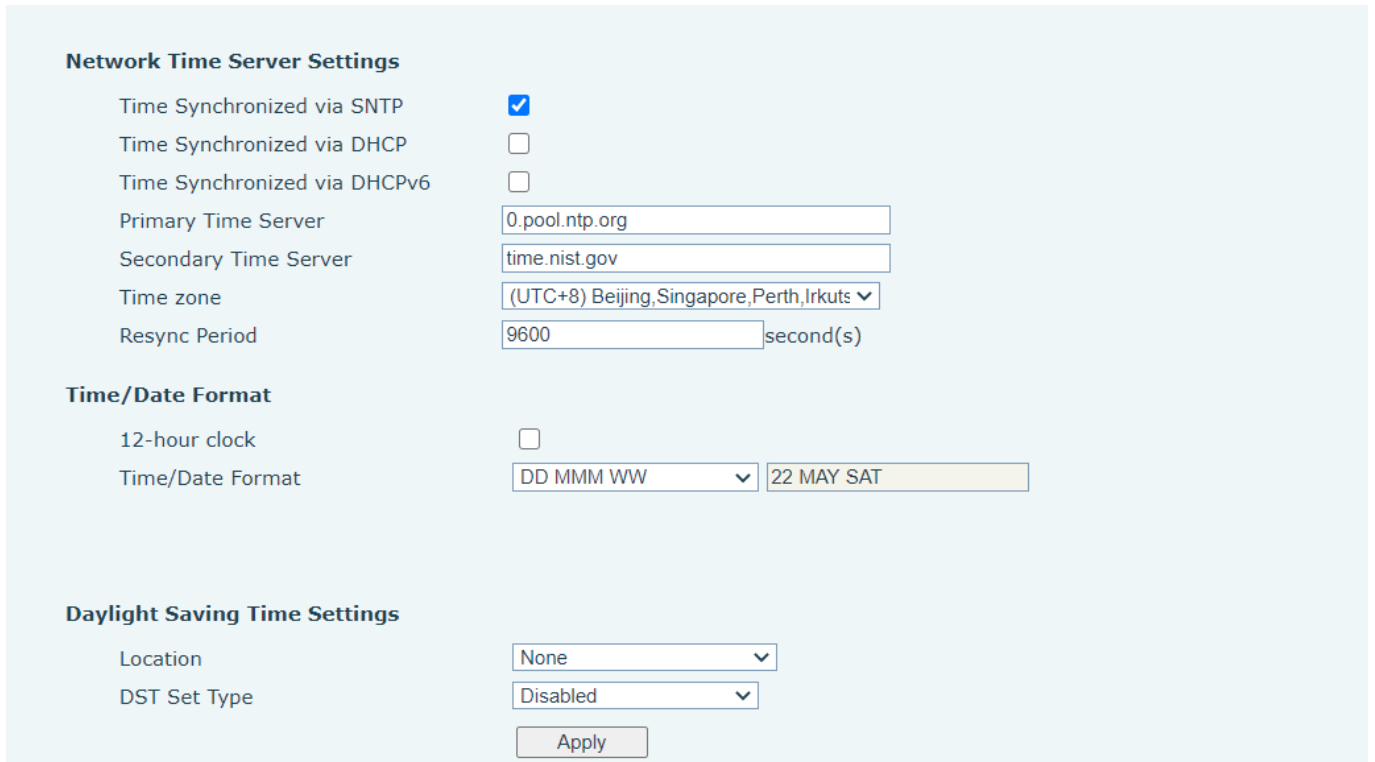 Network Time Server Settings
Time Synchronized via SNTP
Time Synchronized via DHCP
Time Synchronized via DHCPv6
Primary Time Server 0.pool.ntp.org
Secondary Time Server time.nist.gov
Time zone (UTC+8) Beijing,Singapore,Perth,Irkuts
Resync Period 9600 second(s)
Time/Date Format
12-hour clock
Time/Date Format DD MMM WW 22 MAY SAT
Daylight Saving Time Settings
Location None
DST Set Type Disabled
Apply